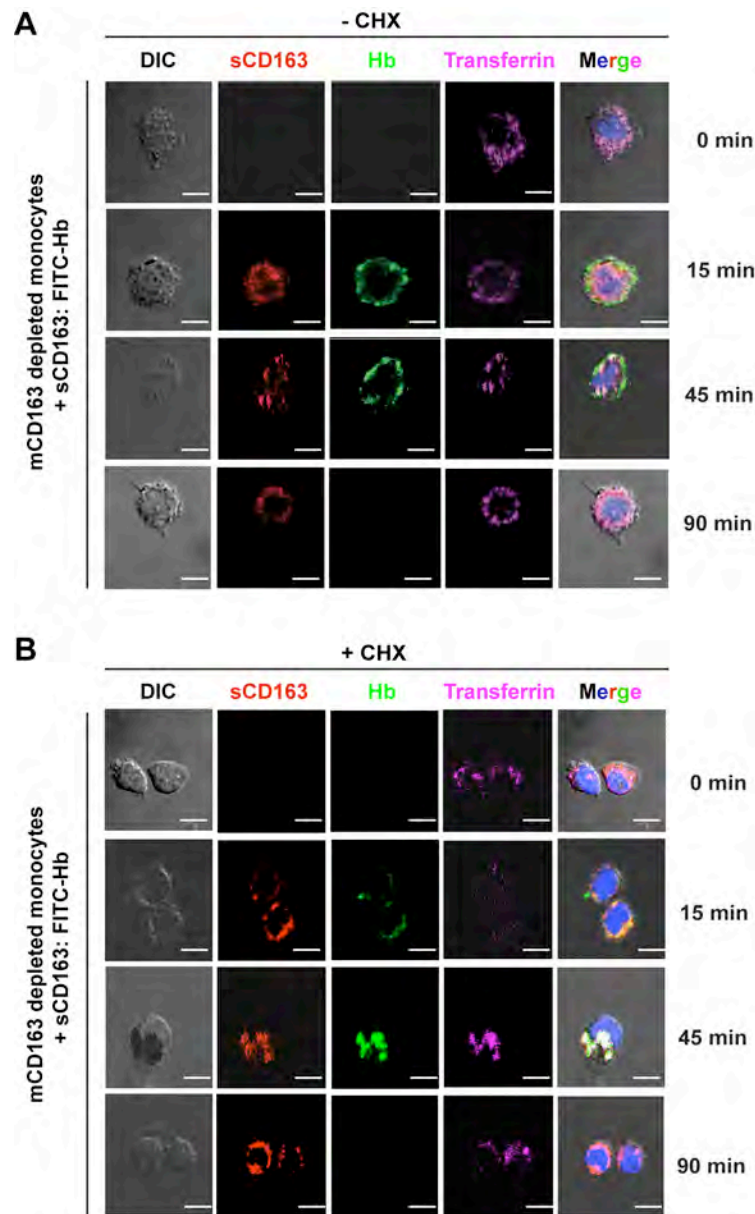 A
- CHX
DIC sCD163 Hb Transferrin Merge
mCD163 depleted monocytes
+ sCD163: FITC-Hb
0 min
15 min
45 min
90 min
B
+ CHX
DIC sCD163 Hb Transferrin Merge
mCD163 depleted monocytes
+ sCD163: FITC-Hb
0 min
15 min
45 min
90 min